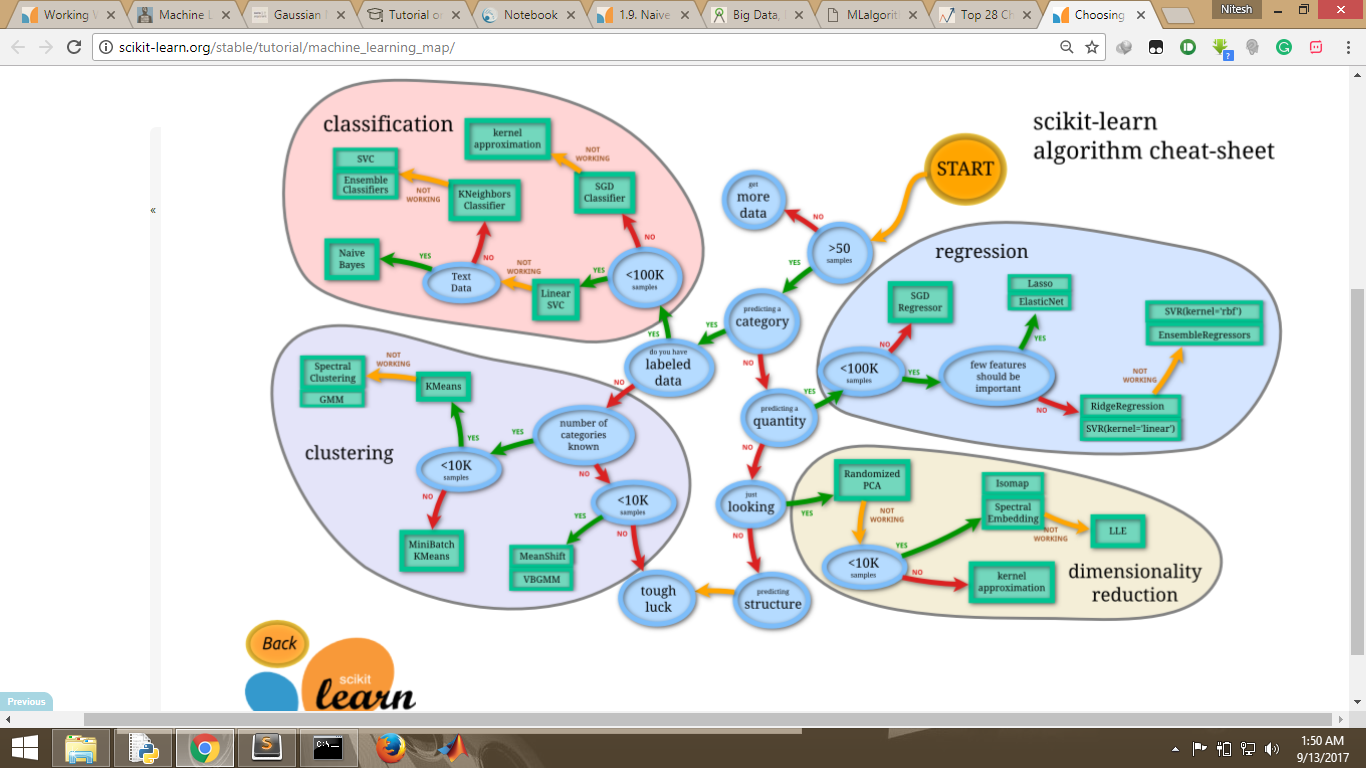 Working W
Machine L
Gaussian
Tutorial o
Notebook
1.9. Naive
Big Data,
MLalgorith
Top 28 Ch
Choosing
Nitesh
scikit-learn.org/stable/tutorial/machine_learning_map/
?
scikit-learn
algorithm cheat-sheet
START
classification
kernel
approximation
NOT
WORKING
SVC
Ensemble
Classifiers
NOT
WORKING
KNeighbors
Classifier
SGD
Classifier
NO
Naive
Bayes
YES
NO
Text
Data
NOT
WORKING
Linear
SVC
YES
<100K
samples
YES
get
more
data
NO
>50
samples
YES
predicting a
category
YES
NO
do you have
labeled
data
NO
predicting a
quantity
YES
NO
just
looking
YES
NO
predicting
structure
tough
luck
regression
SGD
Regressor
NO
<100K
samples
YES
Lasso
ElasticNet
YES
few features
should be
important
NO
SVR(kernel='rbf')
EnsembleRegressors
NOT
WORKING
RidgeRegression
SVR(kernel='linear')
clustering
Spectral
Clustering
GMM
NOT
WORKING
KMeans
YES
<10K
samples
NO
MiniBatch
KMeans
YES
number of
categories
known
NO
<10K
samples
YES
NO
MeanShift
VBGMM
Randomized
PCA
NOT
WORKING
<10K
samples
YES
NO
Isomap
Spectral
Embedding
NOT
WORKING
LLE
kernel
approximation
dimensionality
reduction
Back
scikit
learn
«
Previous
1:50 AM
9/13/2017